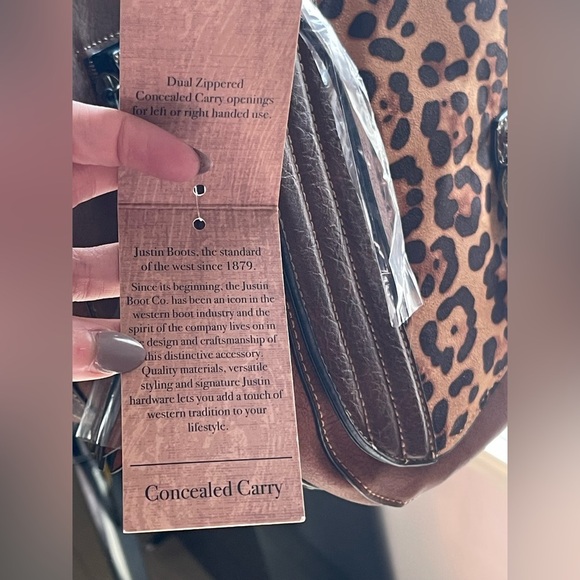 Dual Zippered
Concealed Carry openings
for left or right handed use.
Justin Boots, the standard
of the west since 1879.
Since its beginning, the Justin
Boot Co. has been an icon in the
western boot industry and the
spirit of the company lives on in
design and craftsmanship of
this distinctive accessory.
Quality materials, versatile
styling and signature Justin
hardware lets you add a touch of
western tradition to your
lifestyle.
Concealed Carry